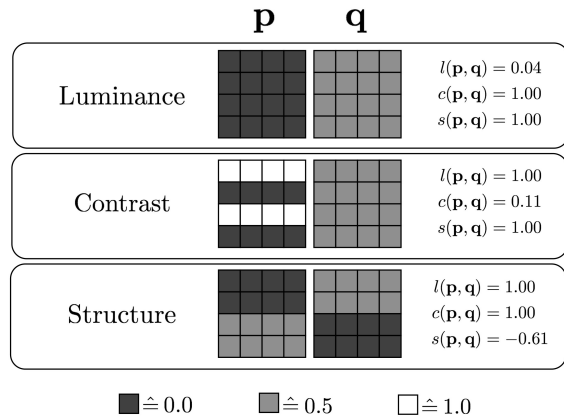 p q
Luminance
l(p, q) = 0.04
c(p, q) = 1.00
s(p, q) = 1.00
Contrast
l(p, q) = 1.00
c(p, q) = 0.11
s(p, q) = 1.00
Structure
l(p, q) = 1.00
c(p, q) = 1.00
s(p, q) = −0.61
≙ 0.0 ≙ 0.5 ≙ 1.0